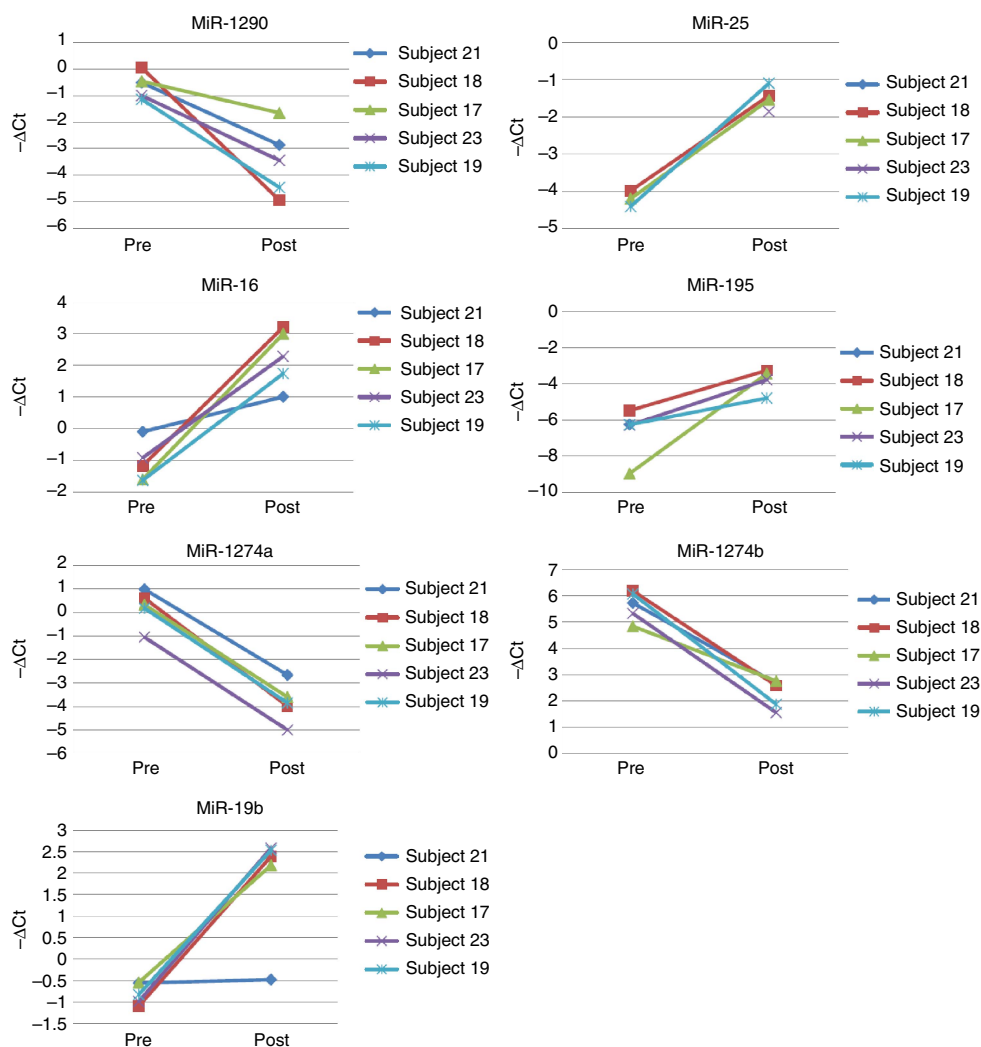 MiR-1290
1
0
−1
−2
−3
−4
−5
−6
−ΔCt
Pre Post
Subject 21
Subject 18
Subject 17
Subject 23
Subject 19
MiR-25
0
−1
−2
−3
−4
−5
−ΔCt
Pre Post
Subject 21
Subject 18
Subject 17
Subject 23
Subject 19
MiR-16
4
3
2
1
0
−1
−2
−ΔCt
Pre Post
Subject 21
Subject 18
Subject 17
Subject 23
Subject 19
MiR-195
0
−2
−4
−6
−8
−10
−ΔCt
Pre Post
Subject 21
Subject 18
Subject 17
Subject 23
Subject 19
MiR-1274a
2
1
0
−1
−2
−3
−4
−5
−6
−ΔCt
Pre Post
Subject 21
Subject 18
Subject 17
Subject 23
Subject 19
MiR-1274b
7
6
5
4
3
2
1
0
−ΔCt
Pre Post
Subject 21
Subject 18
Subject 17
Subject 23
Subject 19
MiR-19b
3
2.5
2
1.5
1
0.5
0
−0.5
−1
−1.5
−ΔCt
Pre Post
Subject 21
Subject 18
Subject 17
Subject 23
Subject 19